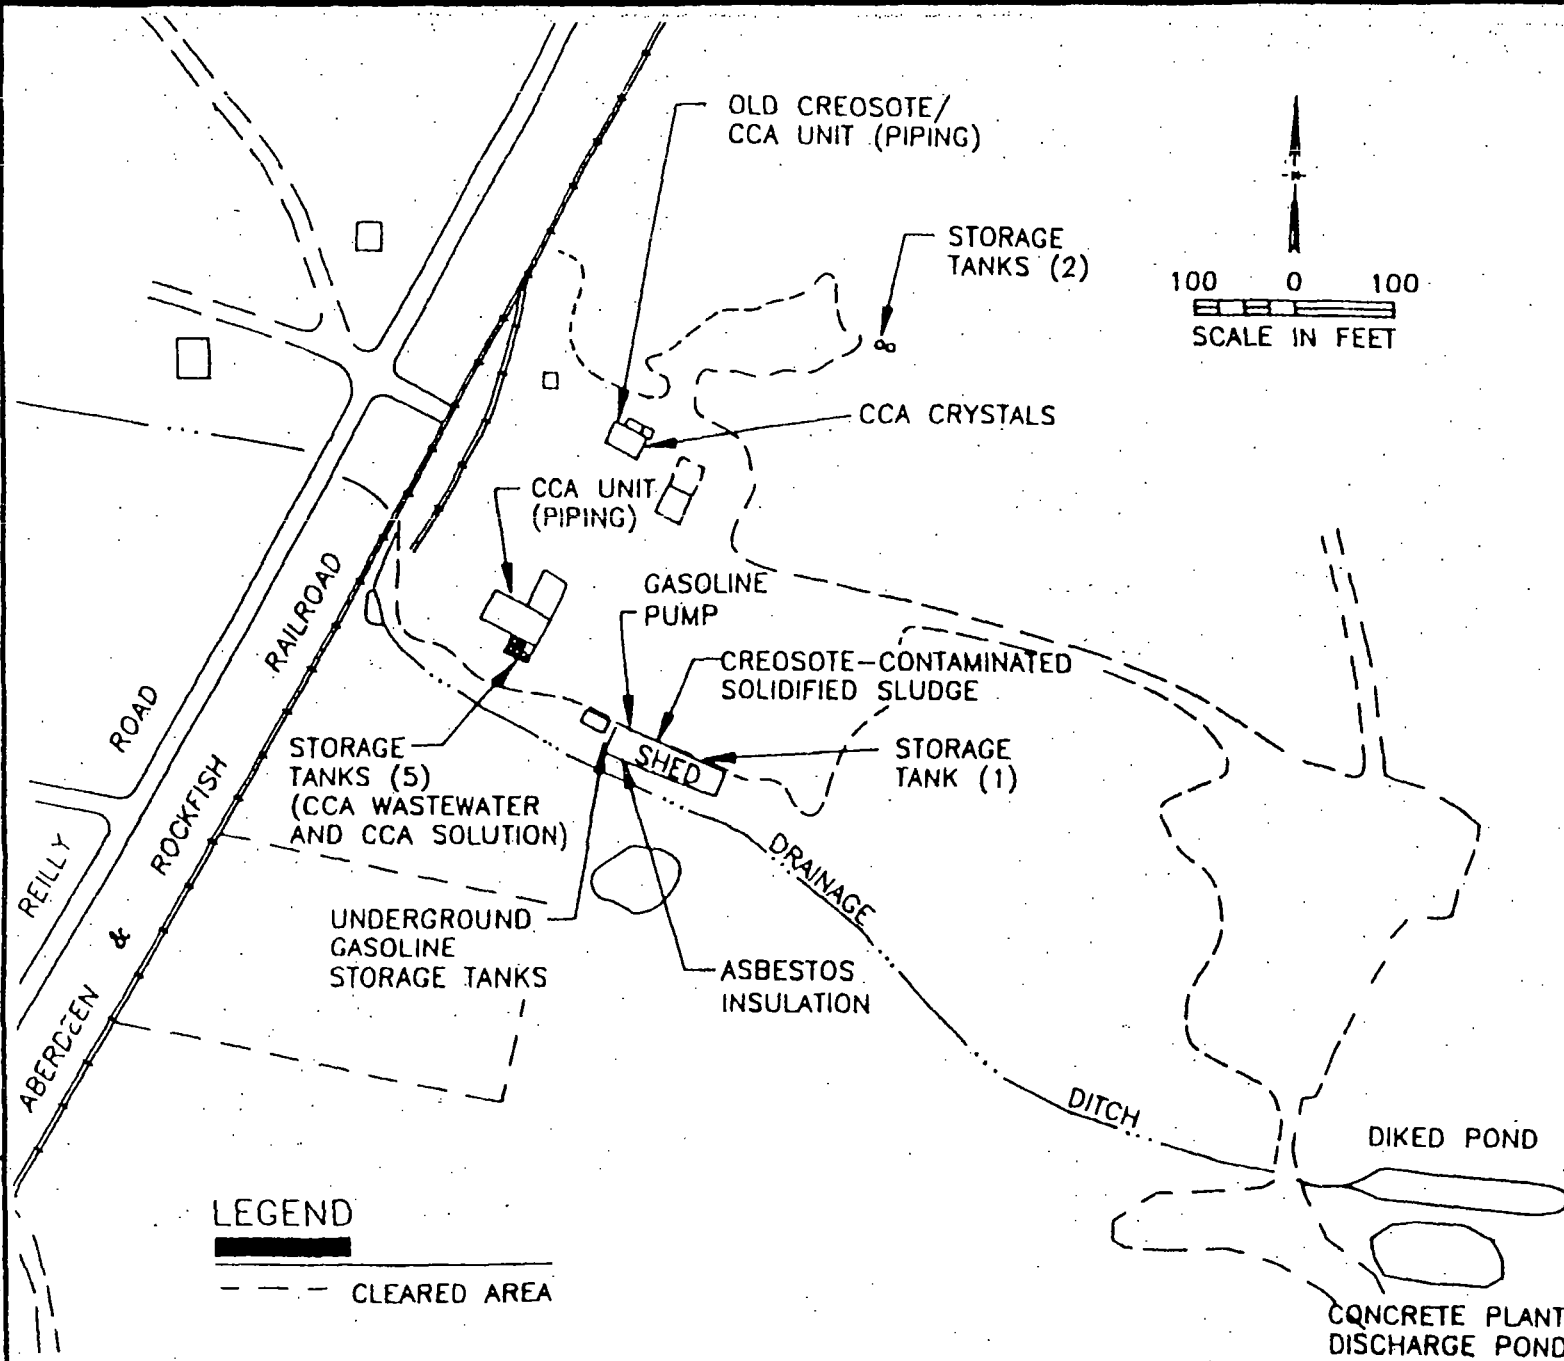 OLD CREOSOTE/
CCA UNIT (PIPING)
STORAGE
TANKS (2)
100 0 100
SCALE IN FEET
CCA CRYSTALS
CCA UNIT
(PIPING)
GASOLINE
PUMP
CREOSOTE-CONTAMINATED
SOLIDIFIED SLUDGE
RAILROAD
ROAD
STORAGE
TANKS (5)
(CCA WASTEWATER
AND CCA SOLUTION)
SHED
STORAGE
TANK (1)
ROCKFISH
REILLY
&
ABERDEEN
DRAINAGE
UNDERGROUND
GASOLINE
STORAGE TANKS
ASBESTOS
INSULATION
DITCH
DIKED POND
LEGEND
CLEARED AREA
CONCRETE PLANT
DISCHARGE POND